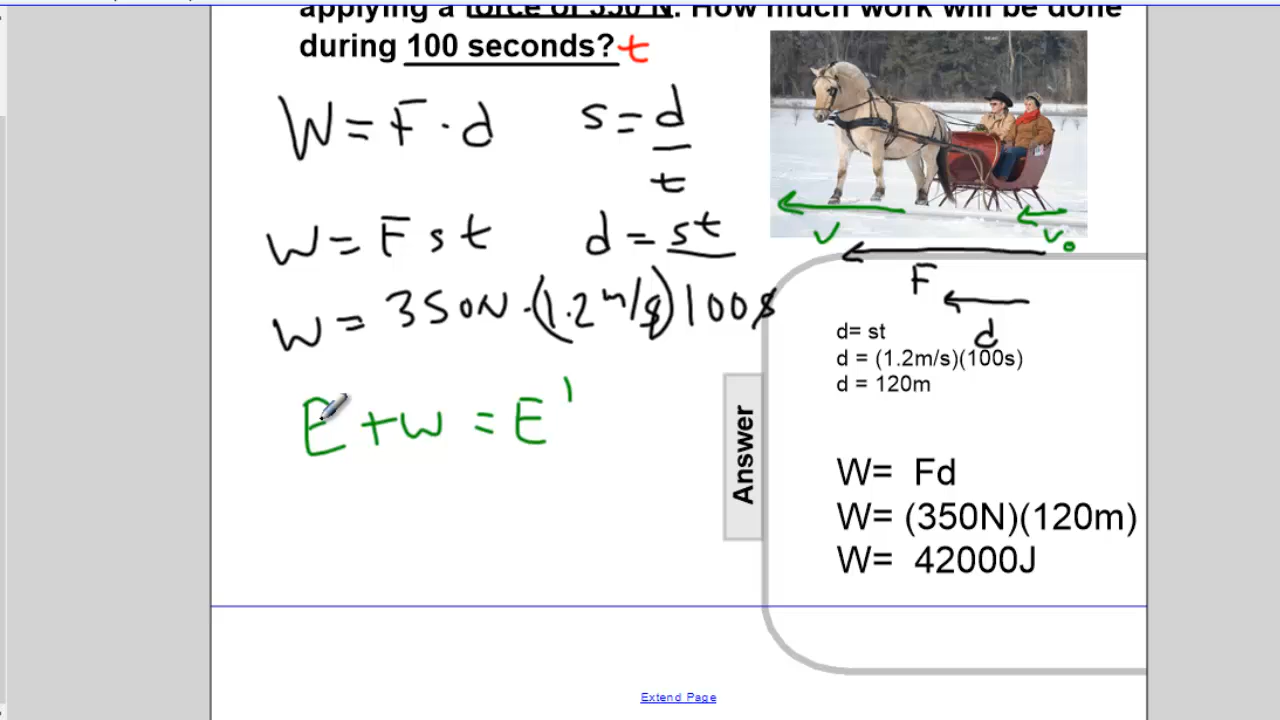 applying a force of 350 N. How much work will be done
during 100 seconds? t
W = F · d
s = d
t
W = F s t
d = st
W = 350N · (1.2 m/s) 100s
E + W = E'
v
v₀
F
d
d= st
d = (1.2m/s)(100s)
d = 120m
Answer
W= Fd
W= (350N)(120m)
W= 42000J
Extend Page